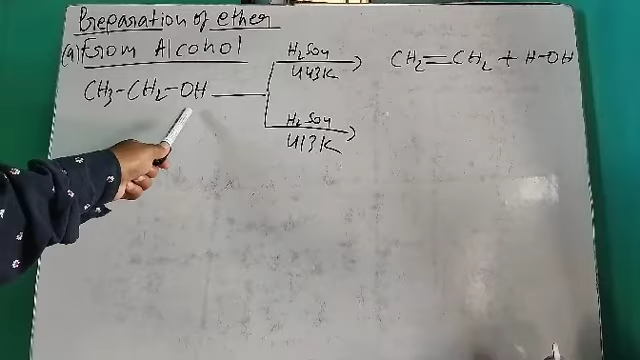 Preparation of ether
(a) From Alcohol
H₂SO₄
443K
CH₂=CH₂ + H-OH
CH₃-CH₂-OH
H₂SO₄
413K